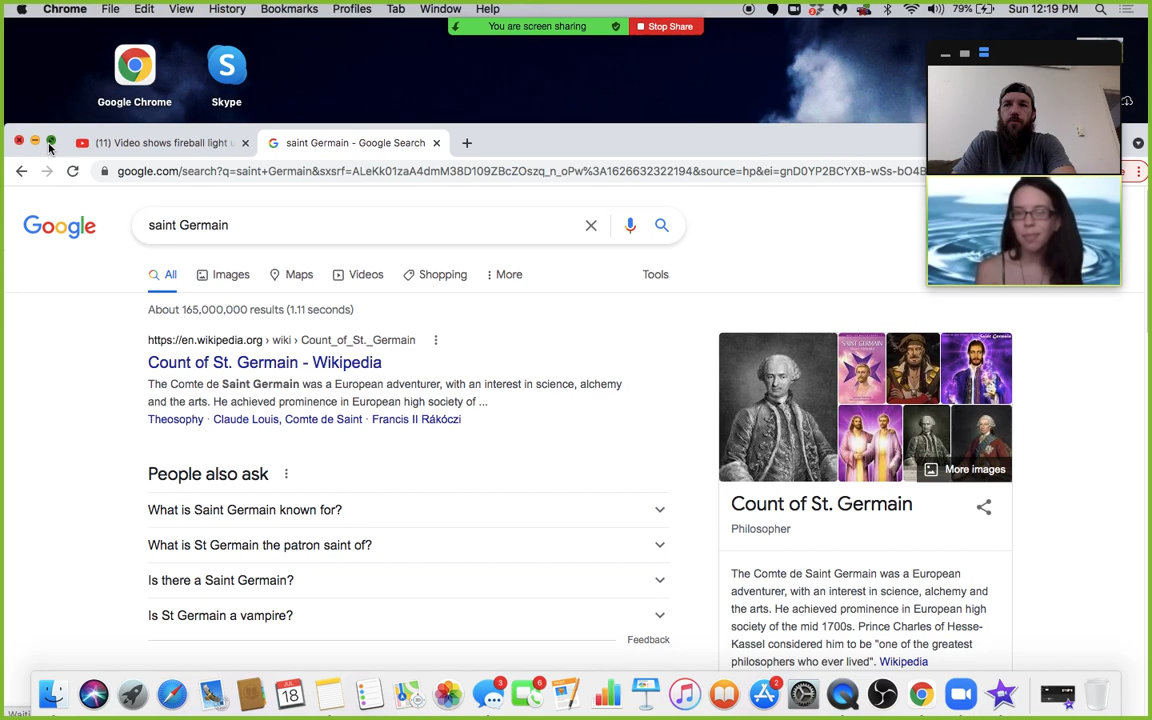 Chrome File Edit View History Bookmarks Profiles Tab Window Help 79% Sun 12:19 PM
You are screen sharing Stop Share
Google Chrome Skype
(11) Video shows fireball light saint Germain - Google Search
google.com/search?q=saint+Germain&sxsrf=ALeKk01zaA4dmM38D109ZBcZOszq_n_oPw%3A1626632322194&source=hp&ei=gnD0YP2BCYXB-wSs-bO4
Google saint Germain
All Images Maps Videos Shopping More Tools
About 165,000,000 results (1.11 seconds)
https://en.wikipedia.org › wiki › Count_of_St._Germain
Count of St. Germain - Wikipedia
The Comte de Saint Germain was a European adventurer, with an interest in science, alchemy
and the arts. He achieved prominence in European high society of ...
Theosophy · Claude Louis, Comte de Saint · Francis II Rákóczi
People also ask
What is Saint Germain known for?
What is St Germain the patron saint of?
Is there a Saint Germain?
Is St Germain a vampire?
Feedback
SAINT GERMAIN
More images
Count of St. Germain
Philosopher
The Comte de Saint Germain was a European
adventurer, with an interest in science, alchemy and
the arts. He achieved prominence in European high
society of the mid 1700s. Prince Charles of Hesse-
Kassel considered him to be "one of the greatest
philosophers who ever lived". Wikipedia
JUL
18
3
6
2